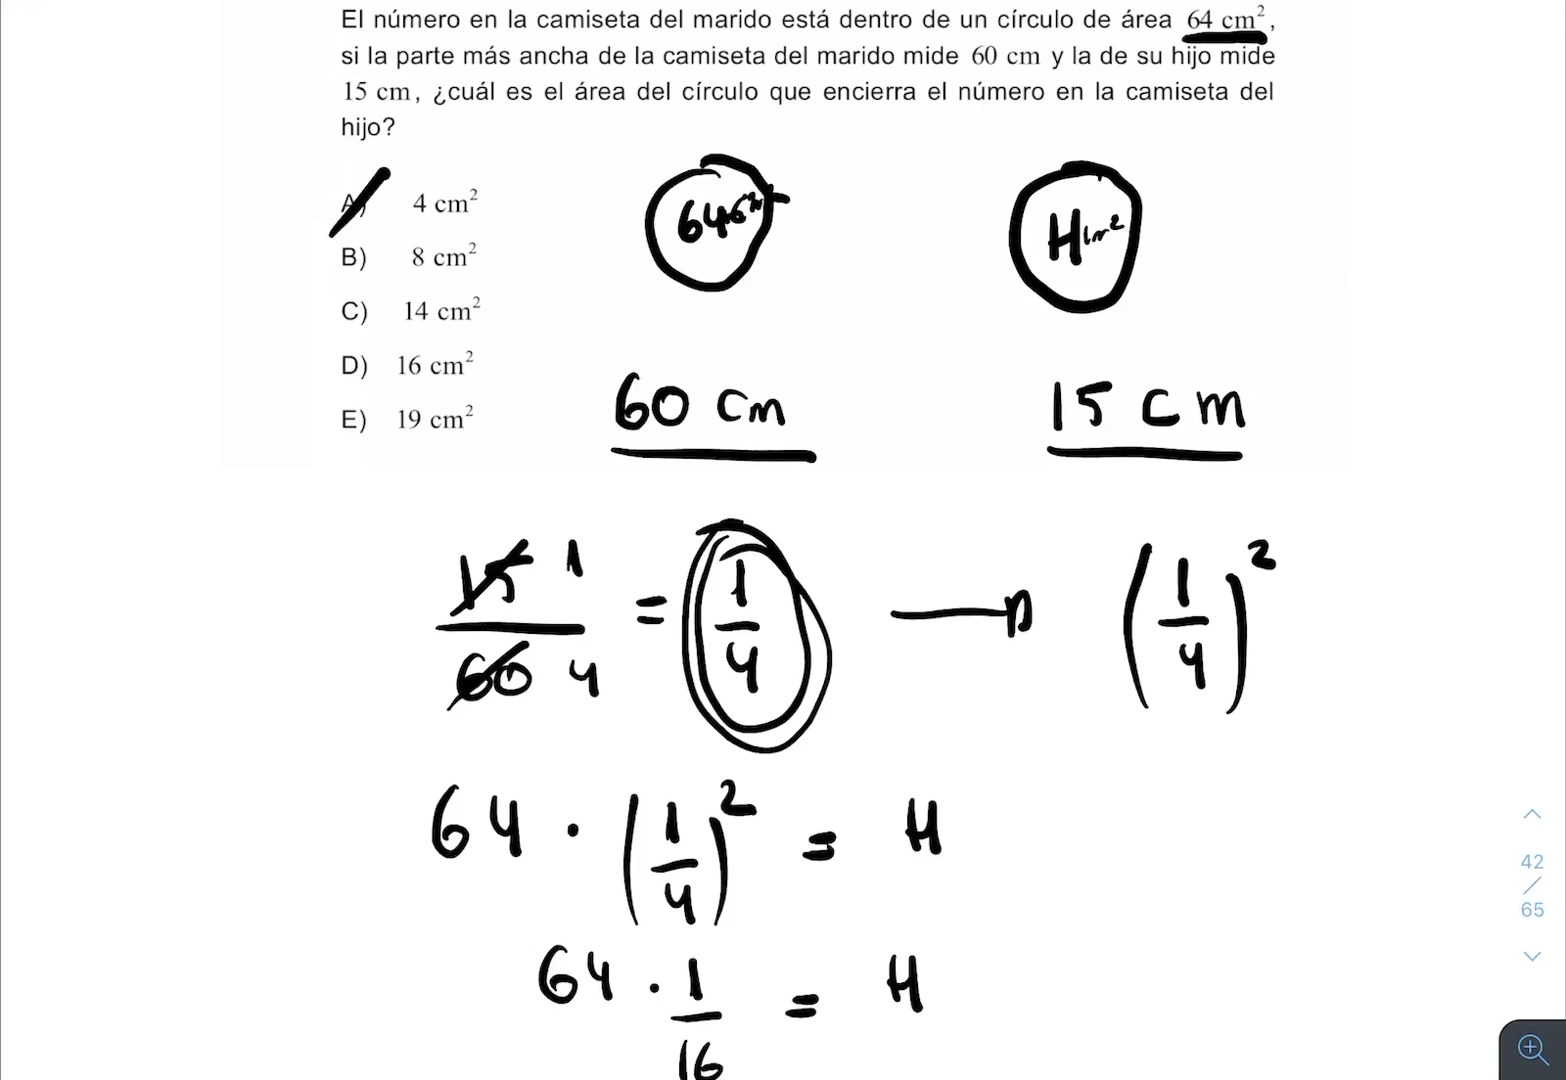 El número en la camiseta del marido está dentro de un círculo de área 64 cm²,
si la parte más ancha de la camiseta del marido mide 60 cm y la de su hijo mide
15 cm, ¿cuál es el área del círculo que encierra el número en la camiseta del
hijo?
A) 4 cm²
B) 8 cm²
C) 14 cm²
D) 16 cm²
E) 19 cm²
64 cm²
H cm²
60 cm
15 cm
15 1
60 4
= 1/4
(1/4)²
64 · (1/4)² = H
64 · 1/16 = H
42
/
65